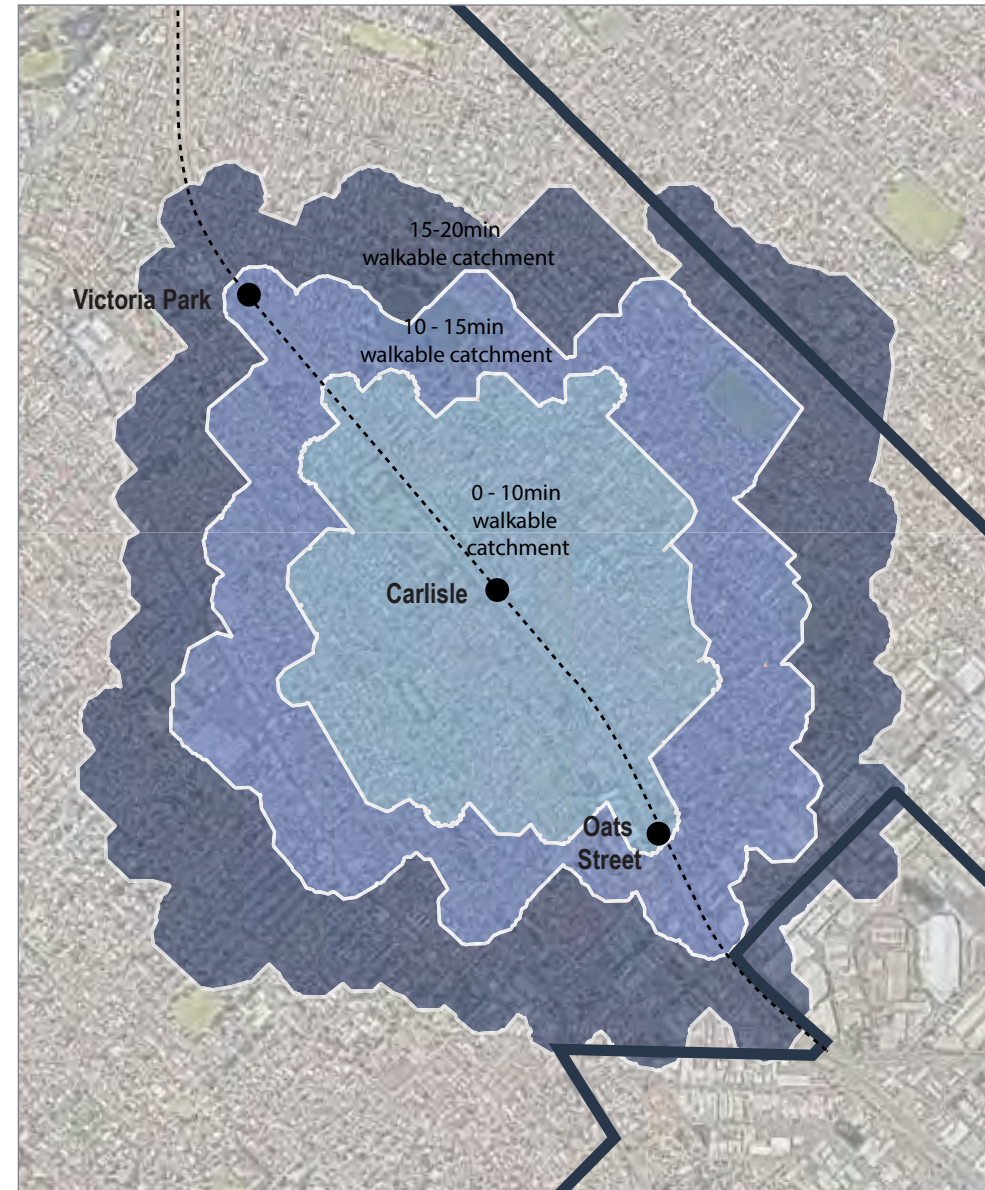 15-20min
walkable catchment
Victoria Park
10 - 15min
walkable catchment
0 - 10min
walkable
catchment
Carlisle
Oats
Street